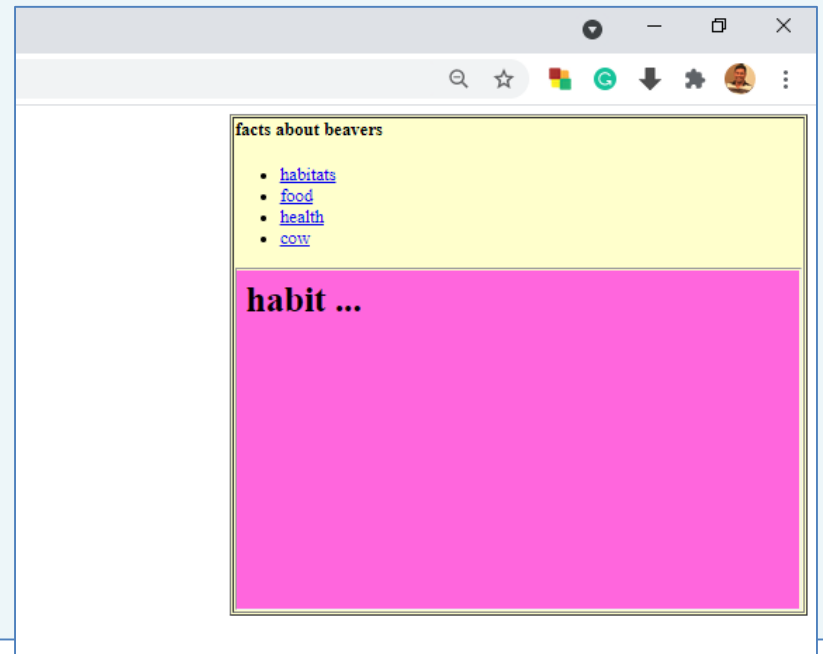 facts about beavers
habitats
food
health
cow
habit ...